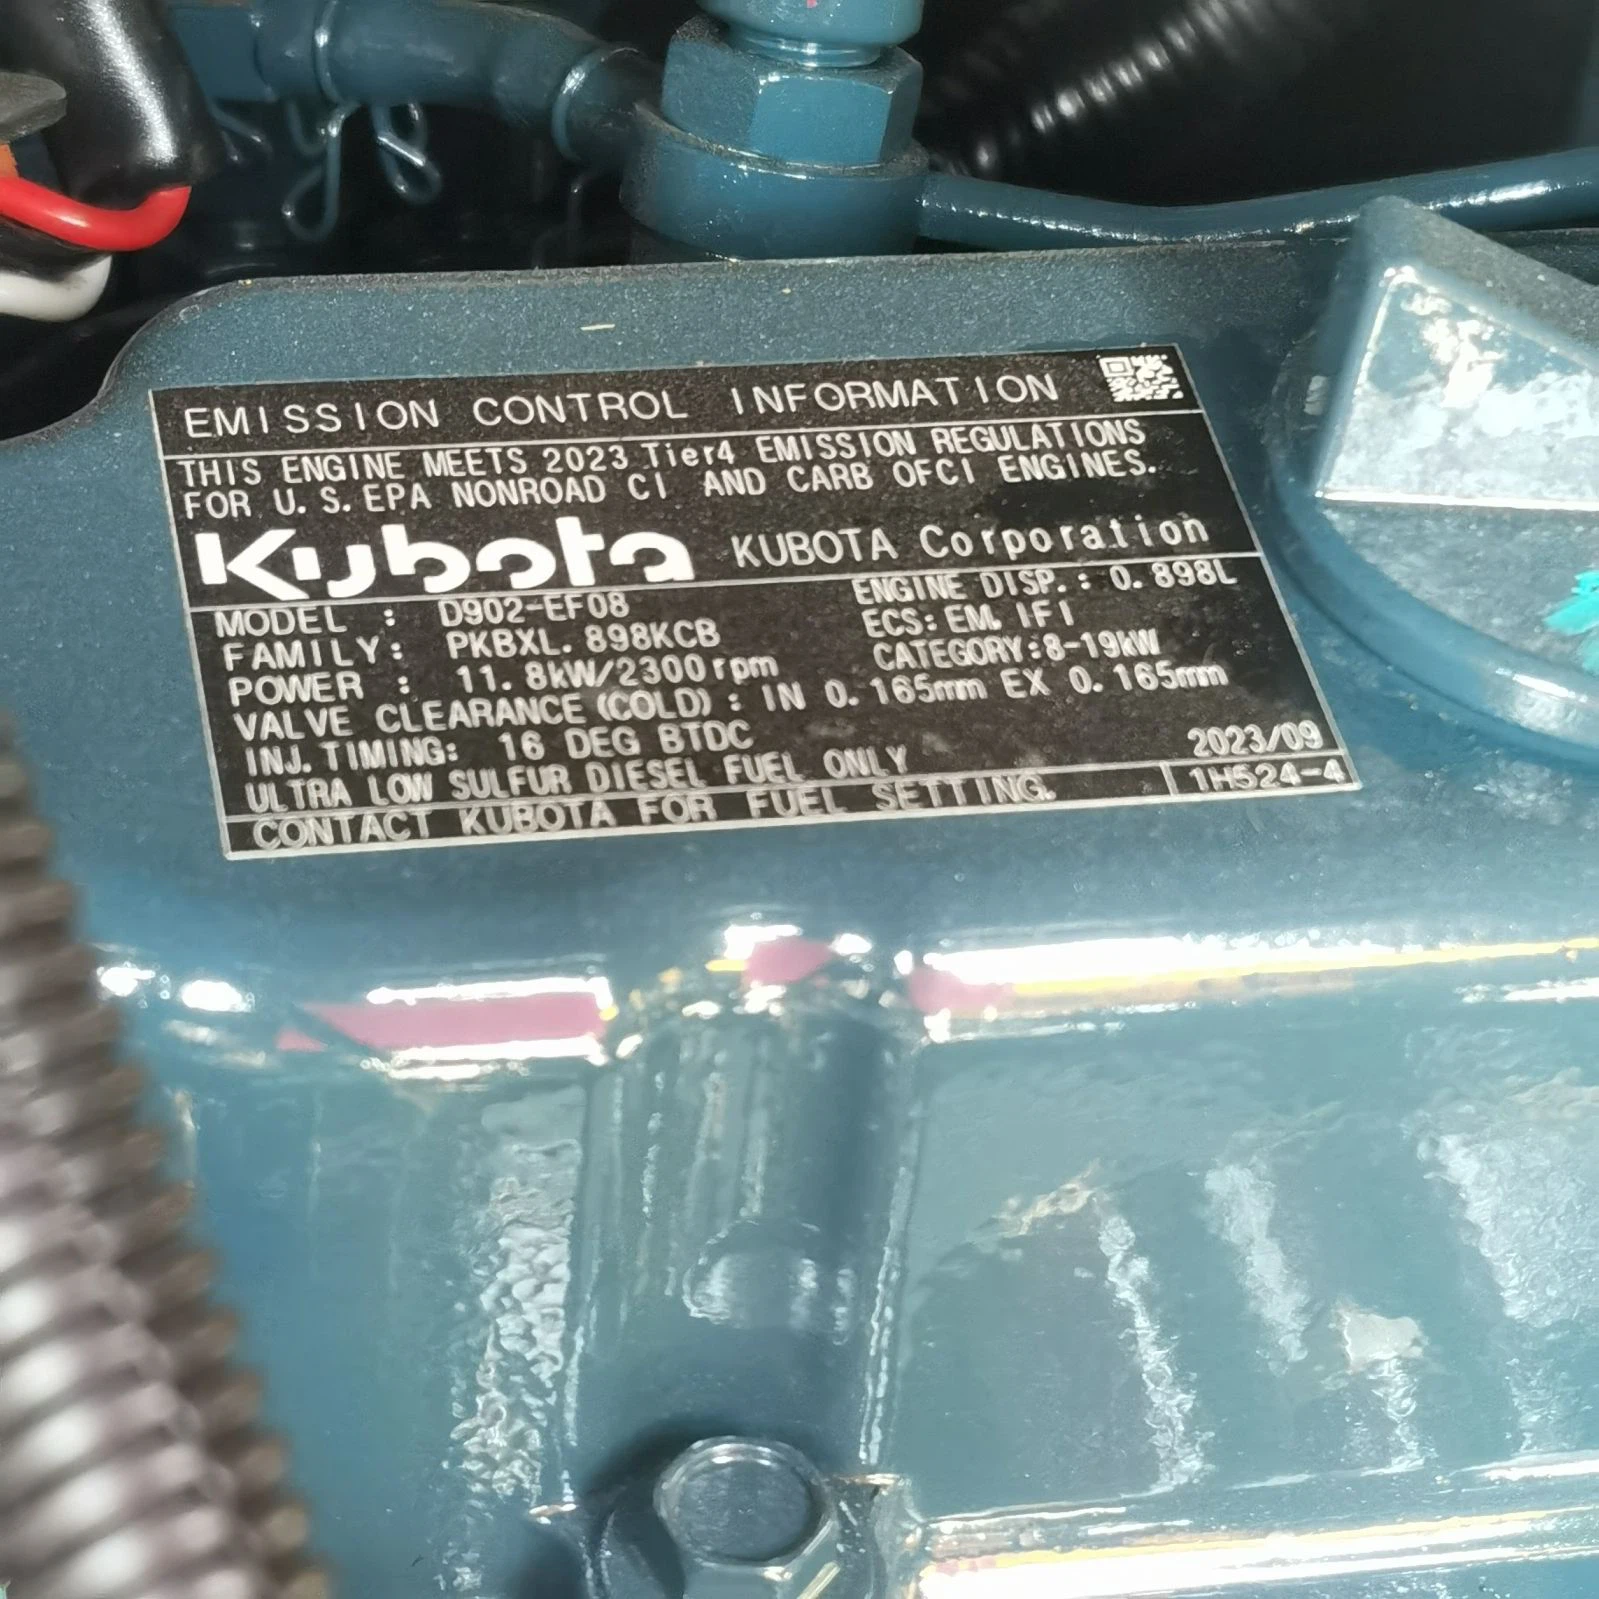 EMISSION CONTROL INFORMATION
THIS ENGINE MEETS 2023 Tier4 EMISSION REGULATIONS
FOR U.S.EPA NONROAD CI AND CARB OFCI ENGINES.
Kubota KUBOTA Corporation
MODEL : D902-EF08 ENGINE DISP.: 0.898L
FAMILY: PKBXL.898KCB ECS: EM, IFI
POWER : 11.8kW/2300rpm CATEGORY:8-19kW
VALVE CLEARANCE(COLD): IN 0.165mm EX 0.165mm
INJ.TIMING: 16 DEG BTDC
ULTRA LOW SULFUR DIESEL FUEL ONLY 2023/09
CONTACT KUBOTA FOR FUEL SETTING. 1H524-4